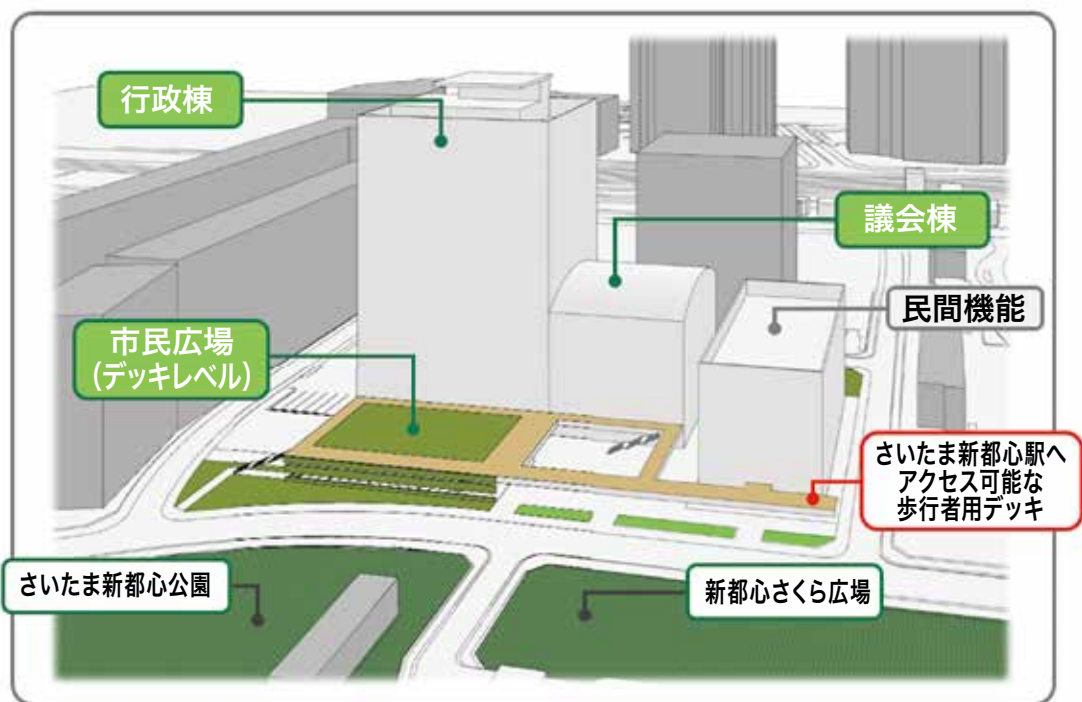 行政棟
議会棟
民間機能
市民広場
(デッキレベル)
さいたま新都心駅へ
アクセス可能な
歩行者用デッキ
さいたま新都心公園
新都心さくら広場